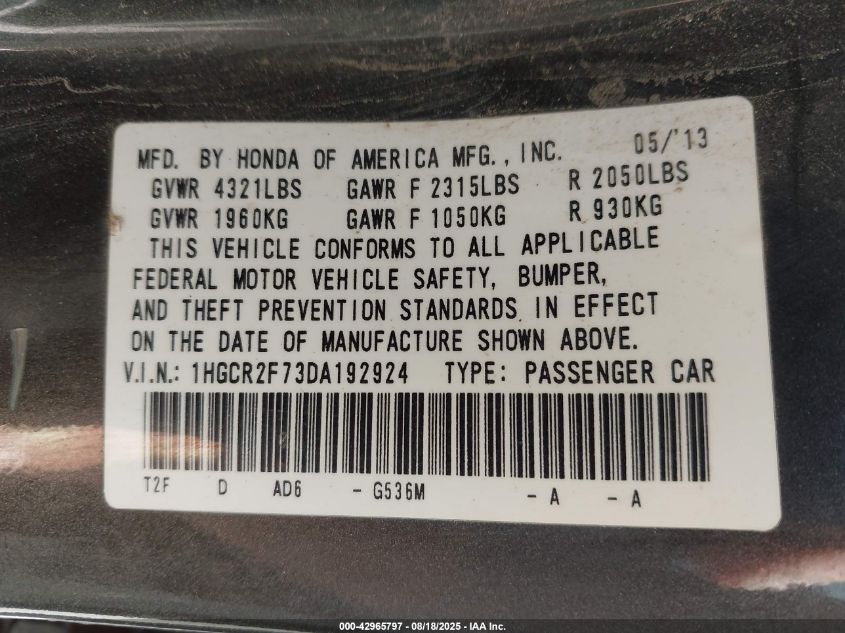 MFD. BY HONDA OF AMERICA MFG., INC. 05/'13
GVWR 4321LBS GAWR F 2315LBS R 2050LBS
GVWR 1960KG GAWR F 1050KG R 930KG
THIS VEHICLE CONFORMS TO ALL APPLICABLE
FEDERAL MOTOR VEHICLE SAFETY, BUMPER,
AND THEFT PREVENTION STANDARDS IN EFFECT
ON THE DATE OF MANUFACTURE SHOWN ABOVE.
V.I.N.: 1HGCR2F73DA192924 TYPE: PASSENGER CAR
T2F D AD6 - G536M - A - A
000-42965797 - 08/18/2025 - IAA Inc.